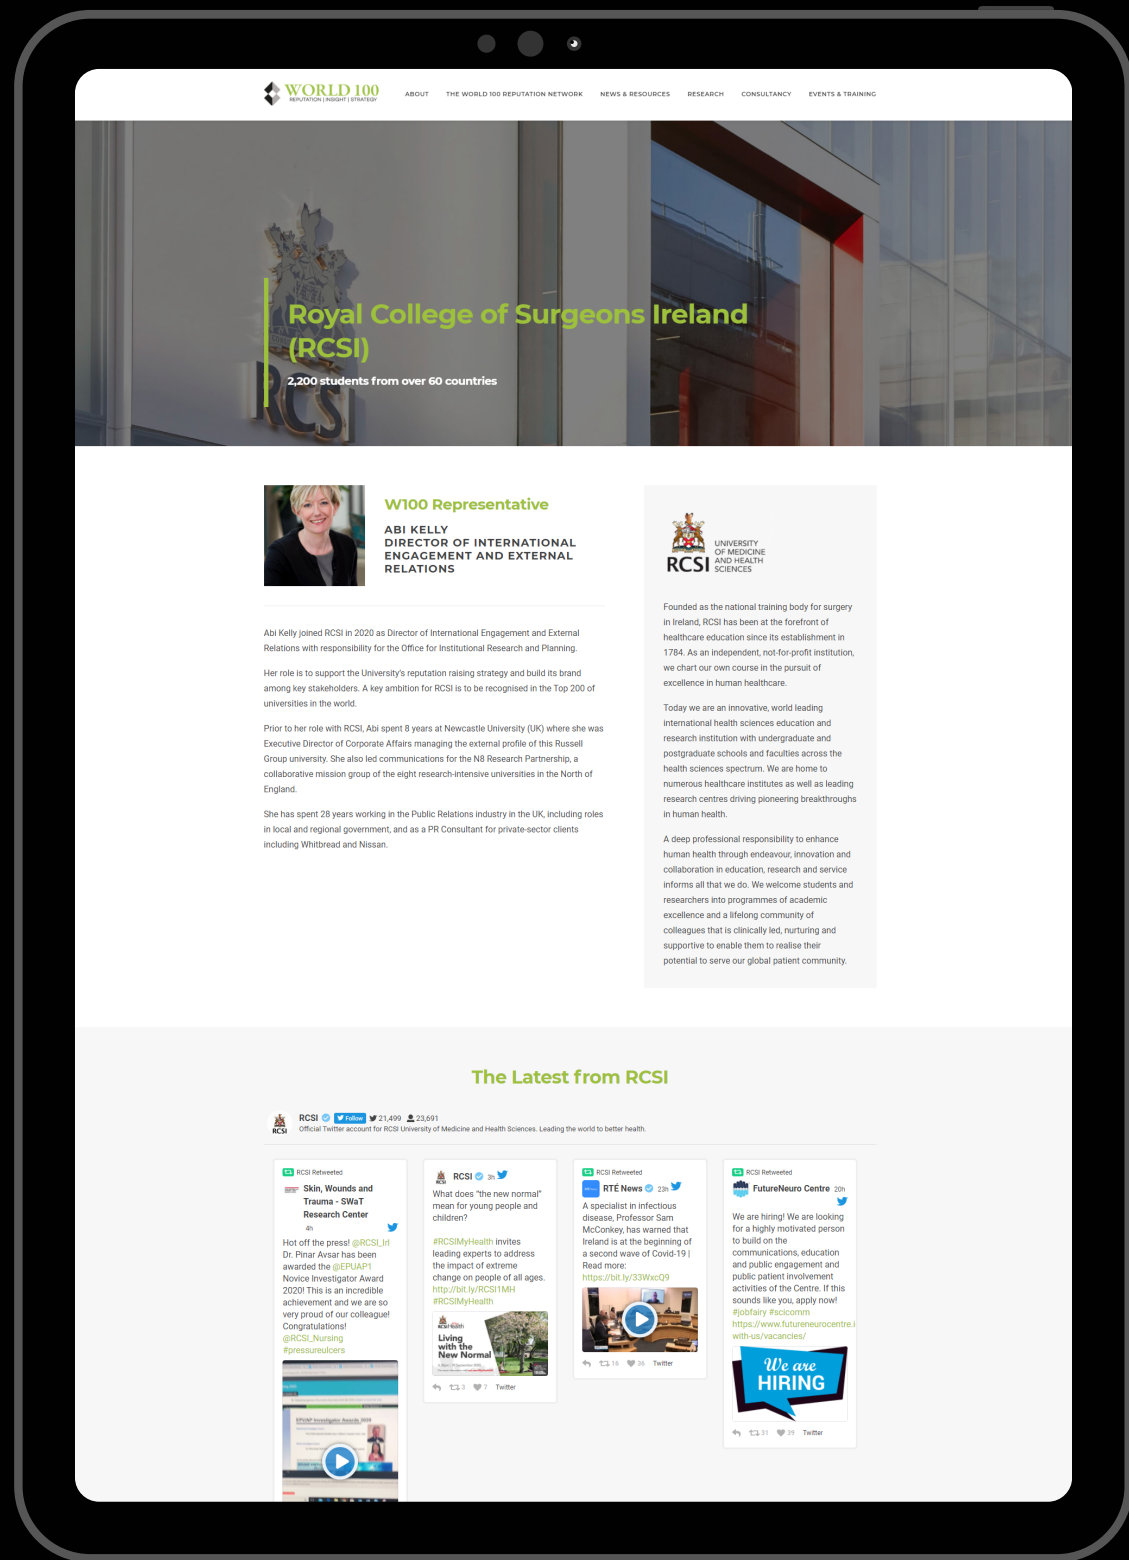 WORLD 100
REPUTATION | INSIGHT | STRATEGY
ABOUT
THE WORLD 100 REPUTATION NETWORK
NEWS & RESOURCES
RESEARCH
CONSULTANCY
EVENTS & TRAINING
RCSI
Royal College of Surgeons Ireland
(RCSI)
2,200 students from over 60 countries
W100 Representative
ABI KELLY
DIRECTOR OF INTERNATIONAL
ENGAGEMENT AND EXTERNAL
RELATIONS
Abi Kelly joined RCSI in 2020 as Director of International Engagement and External
Relations with responsibility for the Office for Institutional Research and Planning.
Her role is to support the University's reputation raising strategy and build its brand
among key stakeholders. A key ambition for RCSI is to be recognised in the Top 200 of
universities in the world.
Prior to her role with RCSI, Abi spent 8 years at Newcastle University (UK) where she was
Executive Director of Corporate Affairs managing the external profile of this Russell
Group university. She also led communications for the N8 Research Partnership, a
collaborative mission group of the eight research-intensive universities in the North of
England.
She has spent 28 years working in the Public Relations industry in the UK, including roles
in local and regional government, and as a PR Consultant for private-sector clients
including Whitbread and Nissan.
RCSI
UNIVERSITY
OF MEDICINE
AND HEALTH
SCIENCES
Founded as the national training body for surgery
in Ireland, RCSI has been at the forefront of
healthcare education since its establishment in
1784. As an independent, not-for-profit institution,
we chart our own course in the pursuit of
excellence in human healthcare.
Today we are an innovative, world leading
international health sciences education and
research institution with undergraduate and
postgraduate schools and faculties across the
health sciences spectrum. We are home to
numerous healthcare institutes as well as leading
research centres driving pioneering breakthroughs
in human health.
A deep professional responsibility to enhance
human health through endeavour, innovation and
collaboration in education, research and service
informs all that we do. We welcome students and
researchers into programmes of academic
excellence and a lifelong community of
colleagues that is clinically led, nurturing and
supportive to enable them to realise their
potential to serve our global patient community.
The Latest from RCSI
RCSI
RCSI Follow 21,499 23,691
Official Twitter account for RCSI University of Medicine and Health Sciences. Leading the world to better health.
RCSI Retweeted
Skin, Wounds and
Trauma - SWaT
Research Center
4h
Hot off the press! @RCSI_Irl
Dr. Pinar Avsar has been
awarded the @EPUAP1
Novice Investigator Award
2020! This is an incredible
achievement and we are so
very proud of our colleague!
Congratulations!
@RCSI_Nursing
#pressureulcers
EPUAP Investigator Awards 2020
RCSI 3h
What does "the new normal"
mean for young people and
children?
#RCSIMyHealth invites
leading experts to address
the impact of extreme
change on people of all ages.
http://bit.ly/RCSI1MH
#RCSIMyHealth
Living
with the
New Normal
3 7 Twitter
RCSI Retweeted
RTÉ News 23h
A specialist in infectious
disease, Professor Sam
McConkey, has warned that
Ireland is at the beginning of
a second wave of Covid-19 |
Read more:
https://bit.ly/33WxcQ9
16 36 Twitter
RCSI Retweeted
FutureNeuro Centre 20h
We are hiring! We are looking
for a highly motivated person
to build on the
communications, education
and public engagement and
public patient involvement
activities of the Centre. If this
sounds like you, apply now!
#jobfairy #scicomm
https://www.futureneurocentre.i
with-us/vacancies/
We are
HIRING
31 39 Twitter